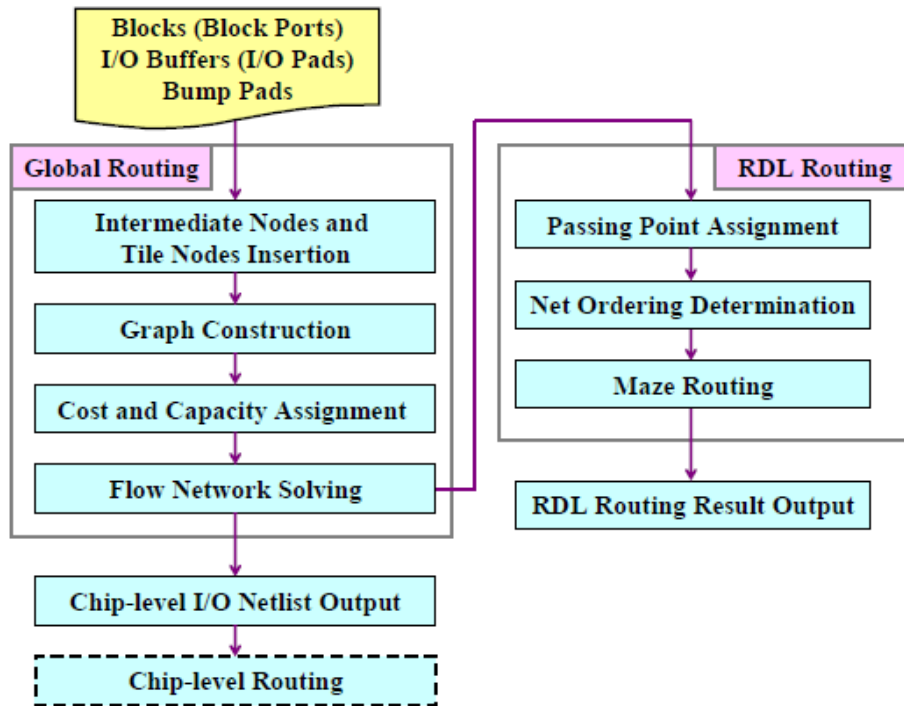 Blocks (Block Ports)
I/O Buffers (I/O Pads)
Bump Pads
Global Routing
Intermediate Nodes and
Tile Nodes Insertion
Graph Construction
Cost and Capacity Assignment
Flow Network Solving
Chip-level I/O Netlist Output
Chip-level Routing
RDL Routing
Passing Point Assignment
Net Ordering Determination
Maze Routing
RDL Routing Result Output